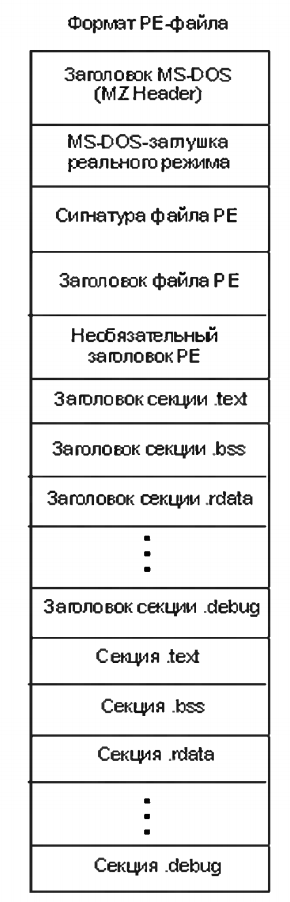 Формат PE-файла
Заголовок MS-DOS
(MZ Header)
MS-DOS-заглушка
реального режима
Сигнатура файла PE
Заголовок файла PE
Необязательный
заголовок PE
Заголовок секции .text
Заголовок секции .bss
Заголовок секции .rdata
Заголовок секции .debug
Секция .text
Секция .bss
Секция .rdata
Секция .debug